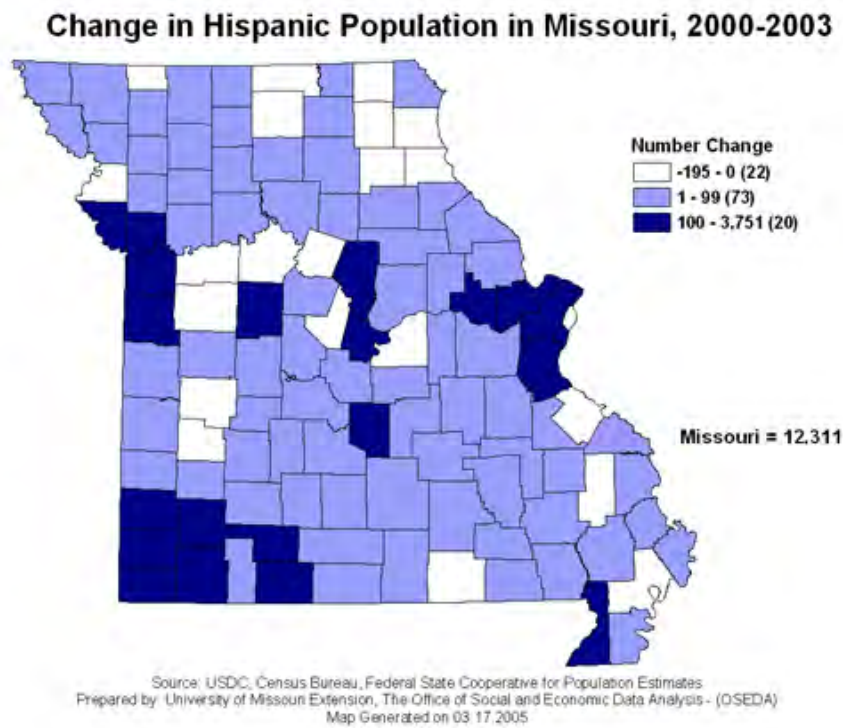 Change in Hispanic Population in Missouri, 2000-2003
Number Change
-195 - 0 (22)
1 - 99 (73)
100 - 3,751 (20)
Missouri = 12,311
Source: USDC, Census Bureau, Federal State Cooperative for Population Estimates
Prepared by: University of Missouri Extension, The Office of Social and Economic Data Analysis - (OSEDA)
Map Generated on 03.17.2005